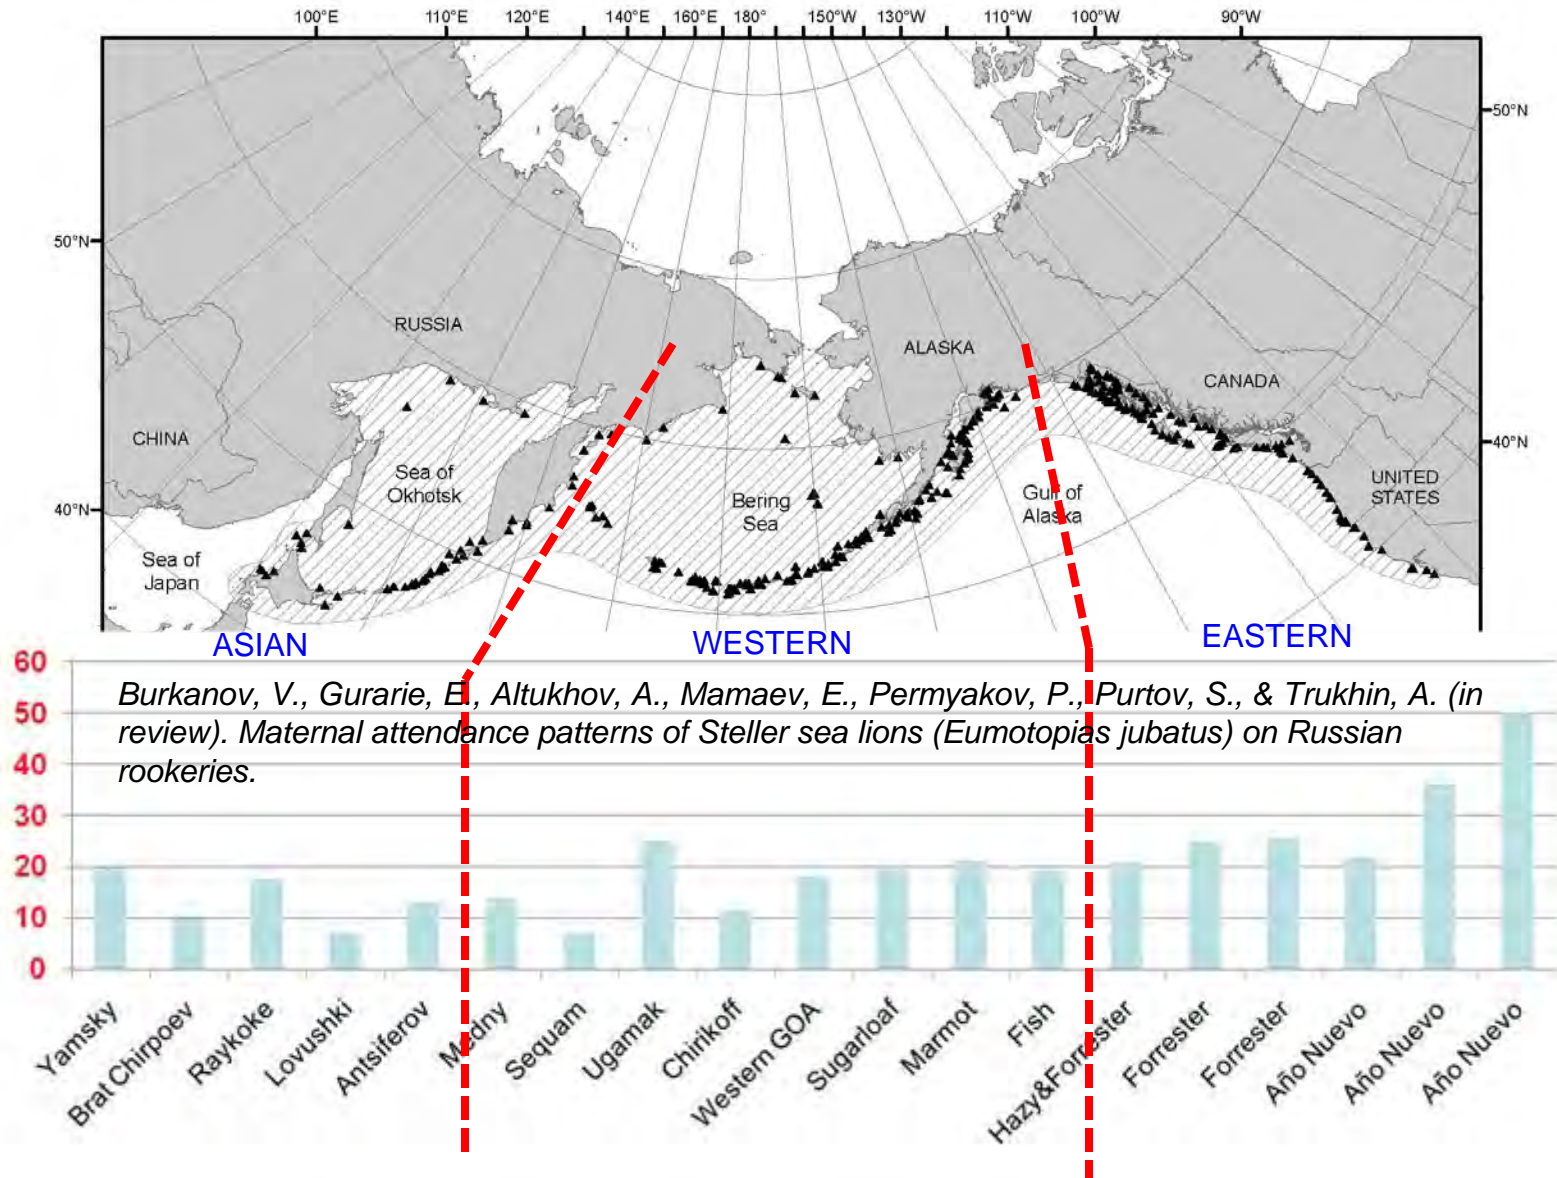 100°E 110°E 120°E 140°E 160°E 180° 150°W 130°W 110°W 100°W 90°W
50°N
50°N
RUSSIA
ALASKA
CANADA
CHINA
40°N
Sea of
Okhotsk
Bering
Sea
Gulf of
Alaska
UNITED
STATES
40°N
Sea of
Japan
ASIAN WESTERN EASTERN
Burkanov, V., Gurarie, E., Altukhov, A., Mamaev, E., Permyakov, P., Purtov, S., & Trukhin, A. (in
review). Maternal attendance patterns of Steller sea lions (Eumotopias jubatus) on Russian
rookeries.
60
50
40
30
20
10
0
Yamsky
Brat Chirpoev
Raykoke
Lovushki
Antsiferov
Medny
Sequam
Ugamak
Chirikoff
Western GOA
Sugarloaf
Marmot
Fish
Hazy&Forrester
Forrester
Forrester
Año Nuevo
Año Nuevo
Año Nuevo